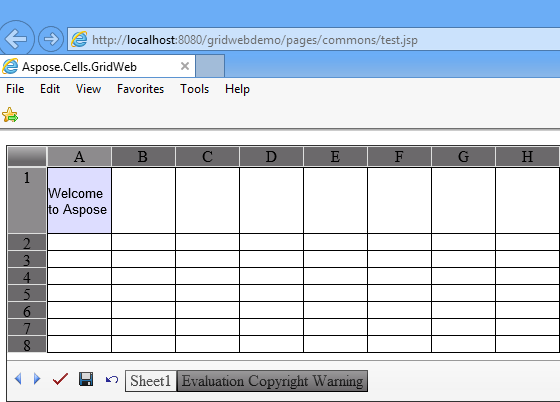 http://localhost:8080/gridwebdemo/pages/commons/test.jsp
Aspose.Cells.GridWeb ×
File Edit View Favorites Tools Help
A B C D E F G H
1
Welcome
to Aspose
2
3
4
5
6
7
8
Sheet1 Evaluation Copyright Warning